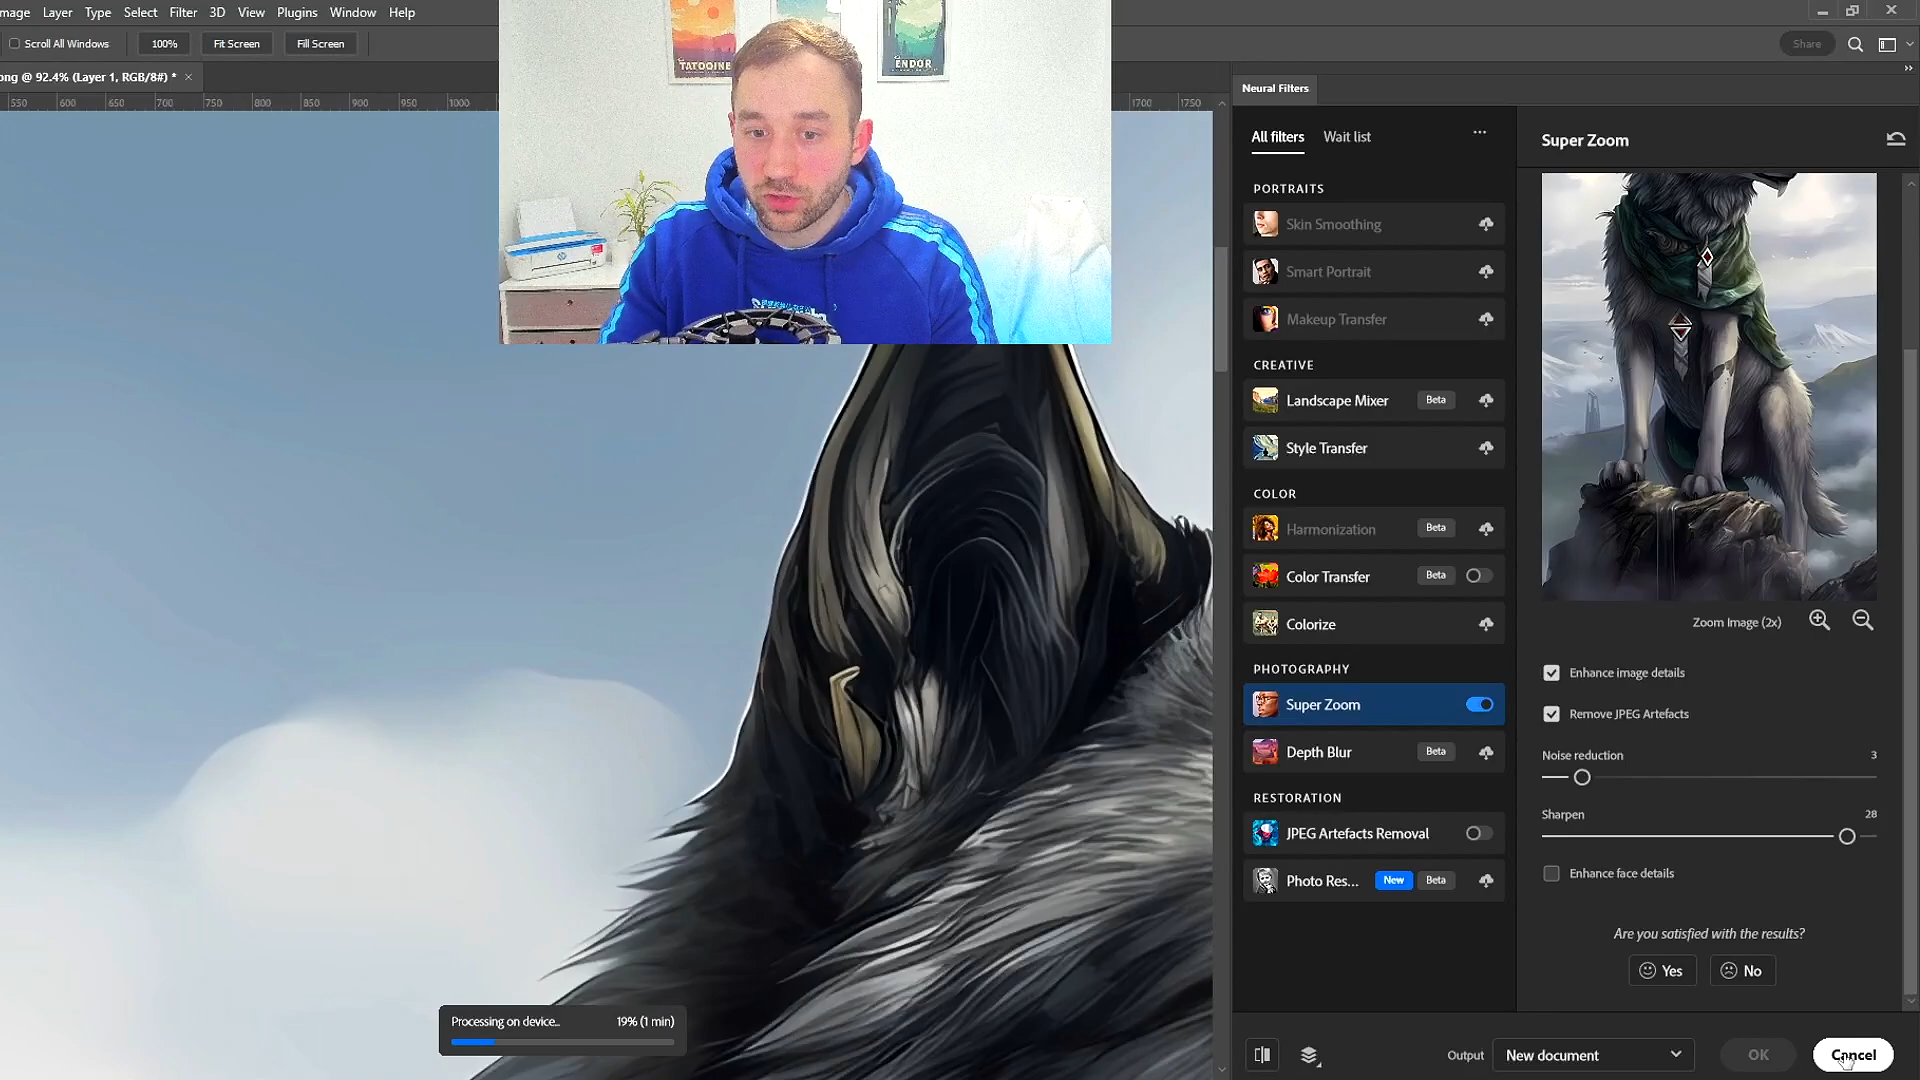 mage Layer Type Select Filter 3D View Plugins Window Help
Scroll All Windows 100% Fit Screen Fill Screen Share
png @ 92.4% (Layer 1, RGB/8#) *
550 600 650 700 750 800 850 900 950 1000 1700 1750
TATOOINE
ENDOR
hp
Neural Filters
All filters Wait list
PORTRAITS
Skin Smoothing
Smart Portrait
Makeup Transfer
CREATIVE
Landscape Mixer Beta
Style Transfer
COLOR
Harmonization Beta
Color Transfer Beta
Colorize
PHOTOGRAPHY
Super Zoom
Depth Blur Beta
RESTORATION
JPEG Artefacts Removal
Photo Res... New Beta
Super Zoom
Zoom Image (2x)
Enhance image details
Remove JPEG Artefacts
Noise reduction 3
Sharpen 28
Enhance face details
Are you satisfied with the results?
Yes No
Processing on device... 19% (1 min)
Output New document OK Cancel